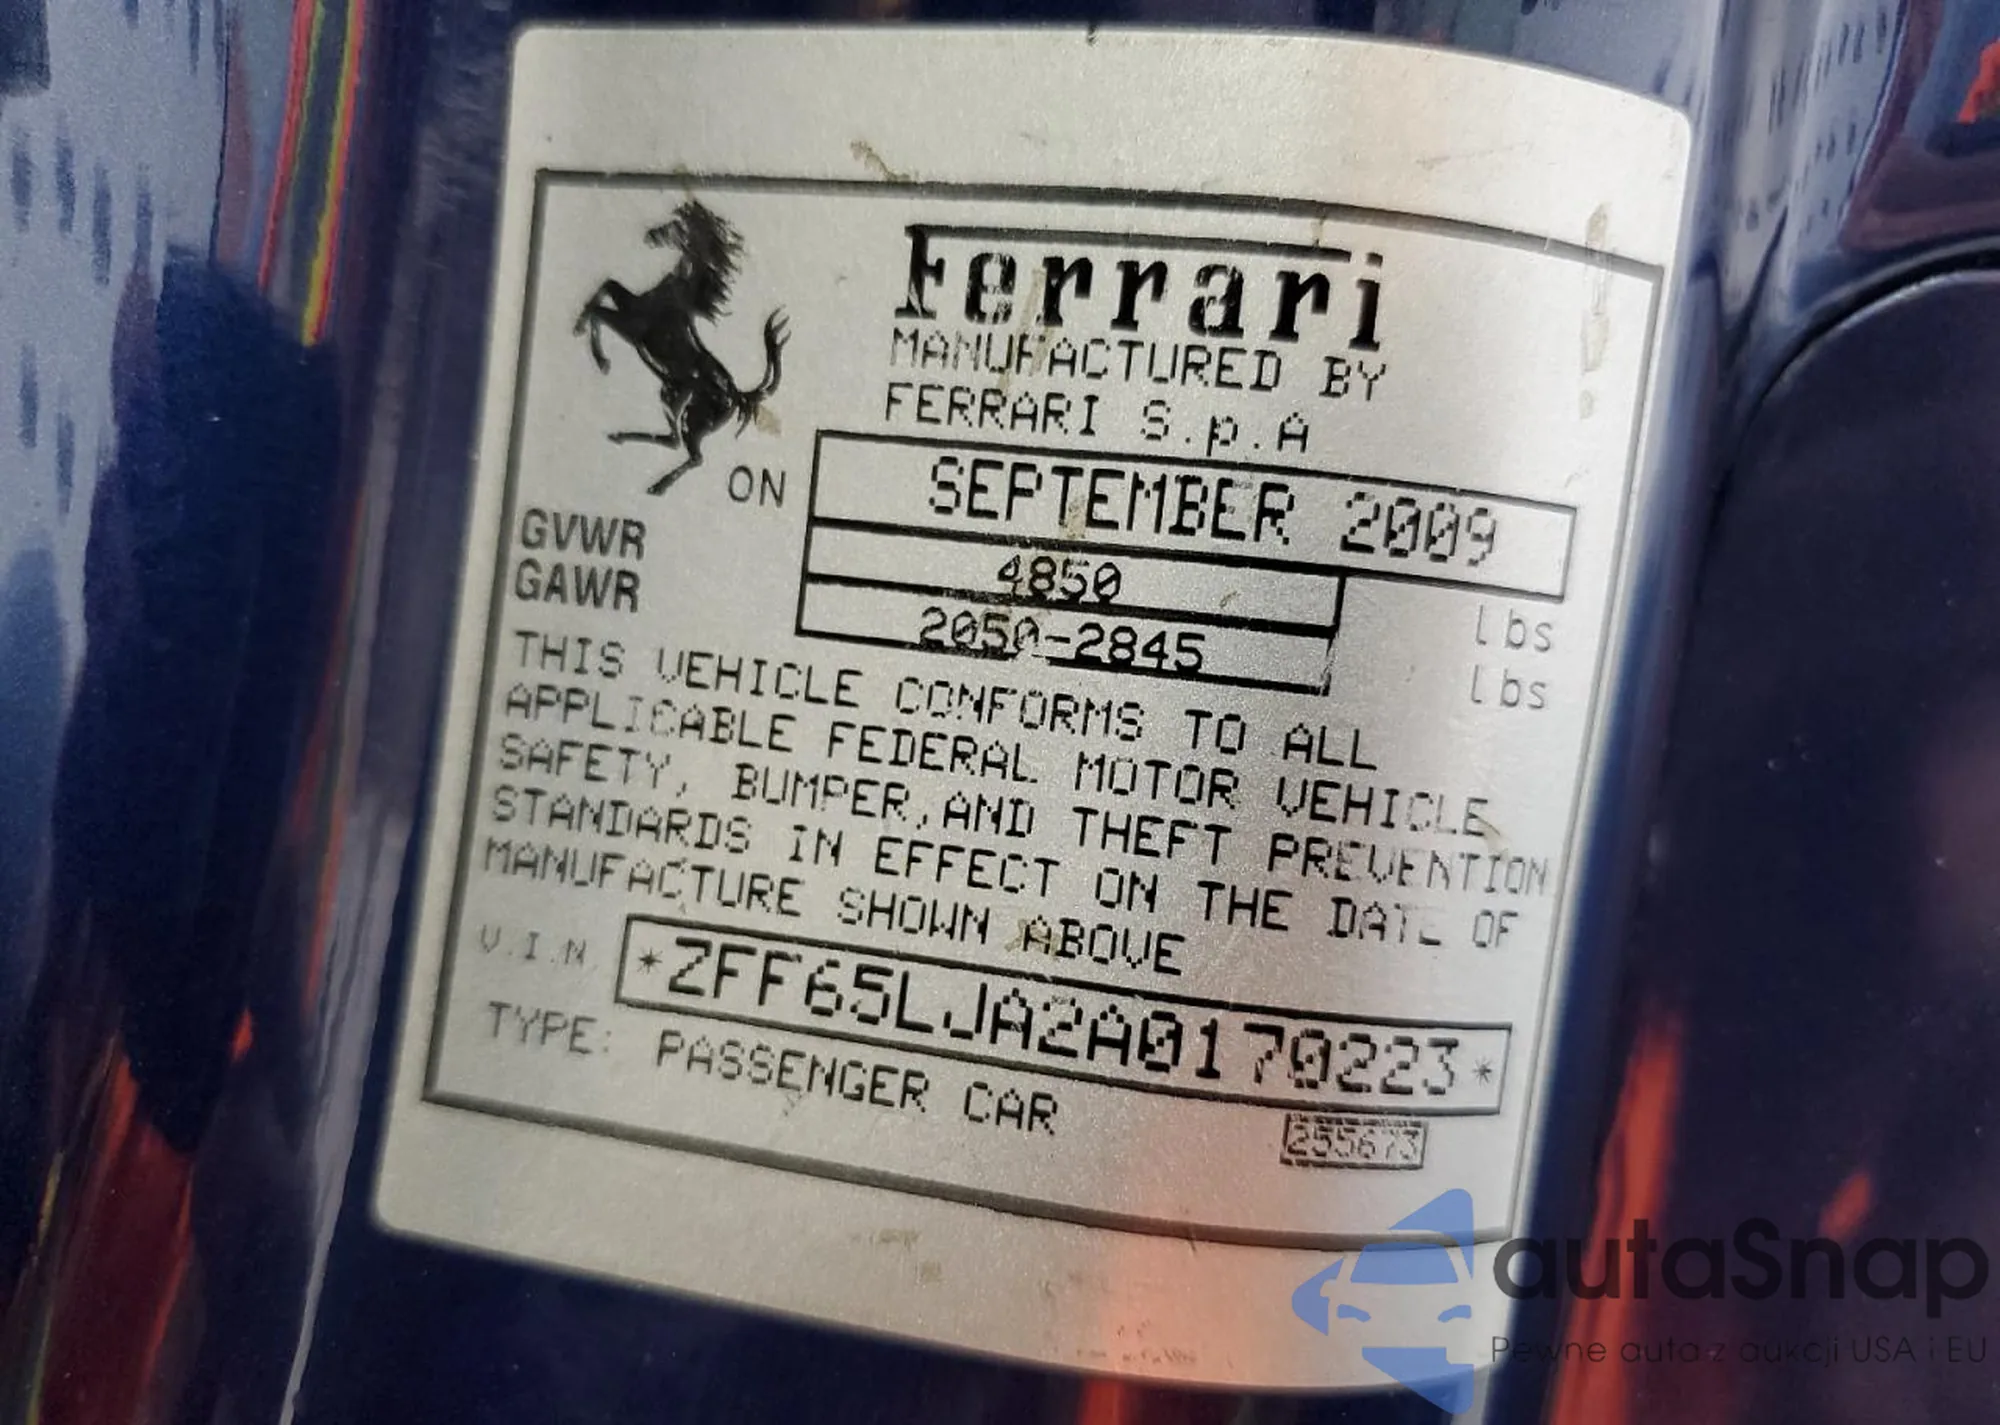 Ferrari
MANUFACTURED BY
FERRARI S.p.A
ON SEPTEMBER 2009
GVWR 4850 lbs
GAWR 2050-2845 lbs
THIS VEHICLE CONFORMS TO ALL
APPLICABLE FEDERAL MOTOR VEHICLE
SAFETY, BUMPER,AND THEFT PREVENTION
STANDARDS IN EFFECT ON THE DATE OF
MANUFACTURE SHOWN ABOVE
V.I.N. *ZFF65LJA2A0170223*
TYPE: PASSENGER CAR
255673
autaSnap
Pewne auta z aukcji USA i EU